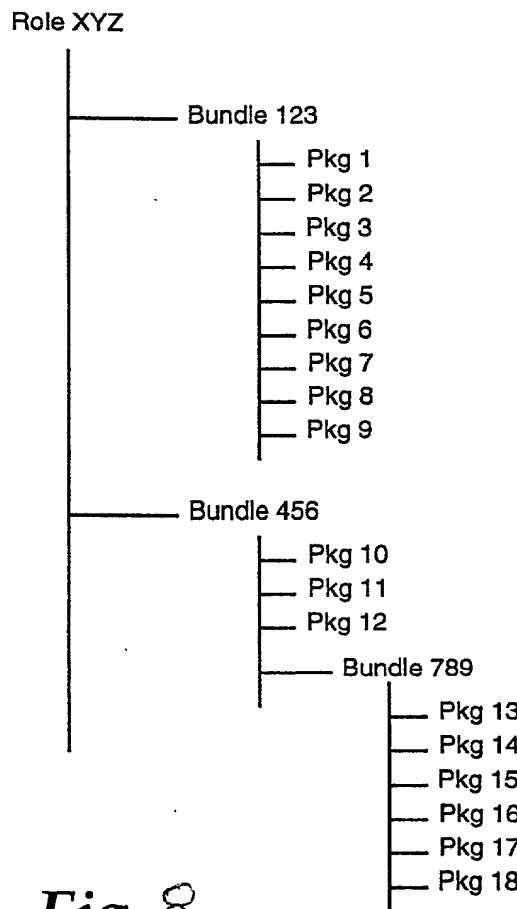 Role XYZ
Bundle 123
Pkg 1
Pkg 2
Pkg 3
Pkg 4
Pkg 5
Pkg 6
Pkg 7
Pkg 8
Pkg 9
Bundle 456
Pkg 10
Pkg 11
Pkg 12
Bundle 789
Pkg 13
Pkg 14
Pkg 15
Pkg 16
Pkg 17
Pkg 18
Fig. 8